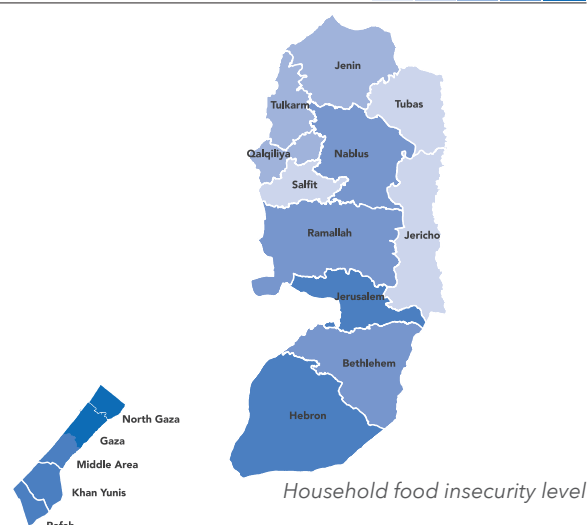 Jenin
Tubas
Tulkarm
Nablus
Qalqiliya
Salfit
Ramallah
Jericho
Jerusalem
Bethlehem
Hebron
North Gaza
Gaza
Middle Area
Khan Yunis
Rafah
Household food insecurity level